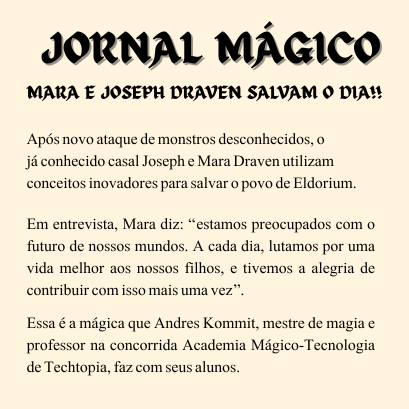 JORNAL MÁGICO
MARA E JOSEPH DRAVEN SALVAM O DIA!!
Após novo ataque de monstros desconhecidos, o
já conhecido casal Joseph e Mara Draven utilizam
conceitos inovadores para salvar o povo de Eldorium.
Em entrevista, Mara diz: “estamos preocupados com o
futuro de nossos mundos. A cada dia, lutamos por uma
vida melhor aos nossos filhos, e tivemos a alegria de
contribuir com isso mais uma vez”.
Essa é a mágica que Andres Kommit, mestre de magia e
professor na concorrida Academia Mágico-Tecnologia
de Techtopia, faz com seus alunos.